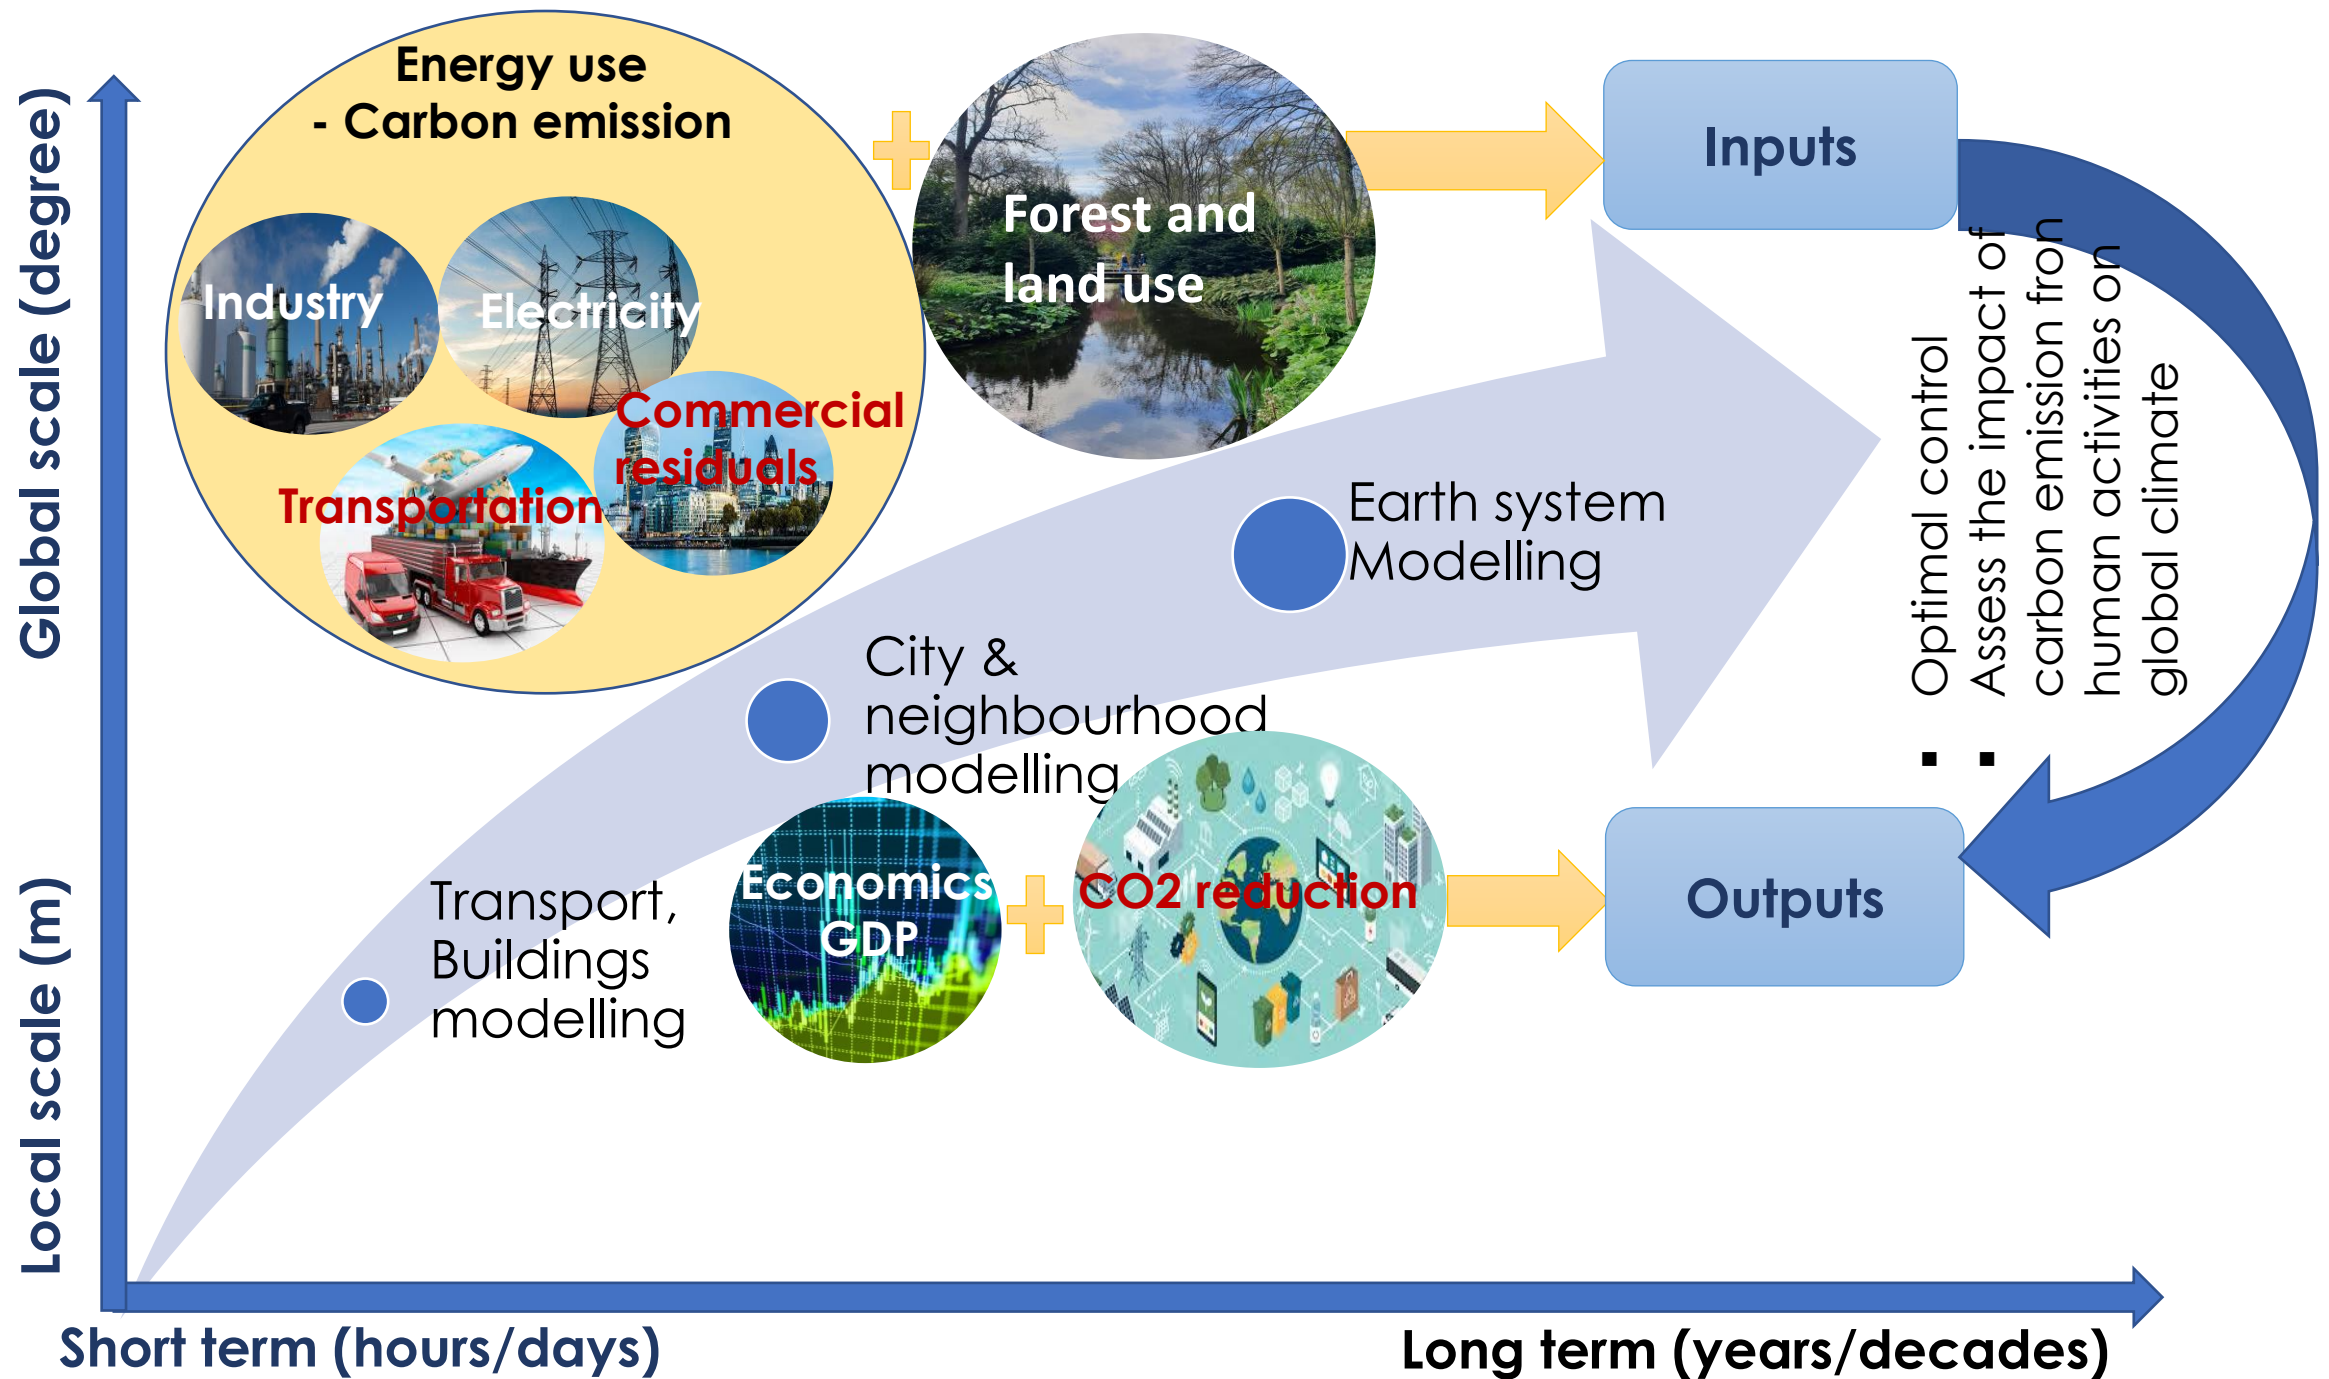 Energy use
- Carbon emission
Industry
Electricity
Commercial
residuals
Transportation
Forest and
land use
Inputs
Global scale (degree)
Local scale (m)
Earth system
Modelling
City &
neighbourhood
modelling
Transport,
Buildings
modelling
Economics
GDP
CO2 reduction
Outputs
▪ Optimal control
▪ Assess the impact of
carbon emission fron
human activities on
global climate
Short term (hours/days)
Long term (years/decades)